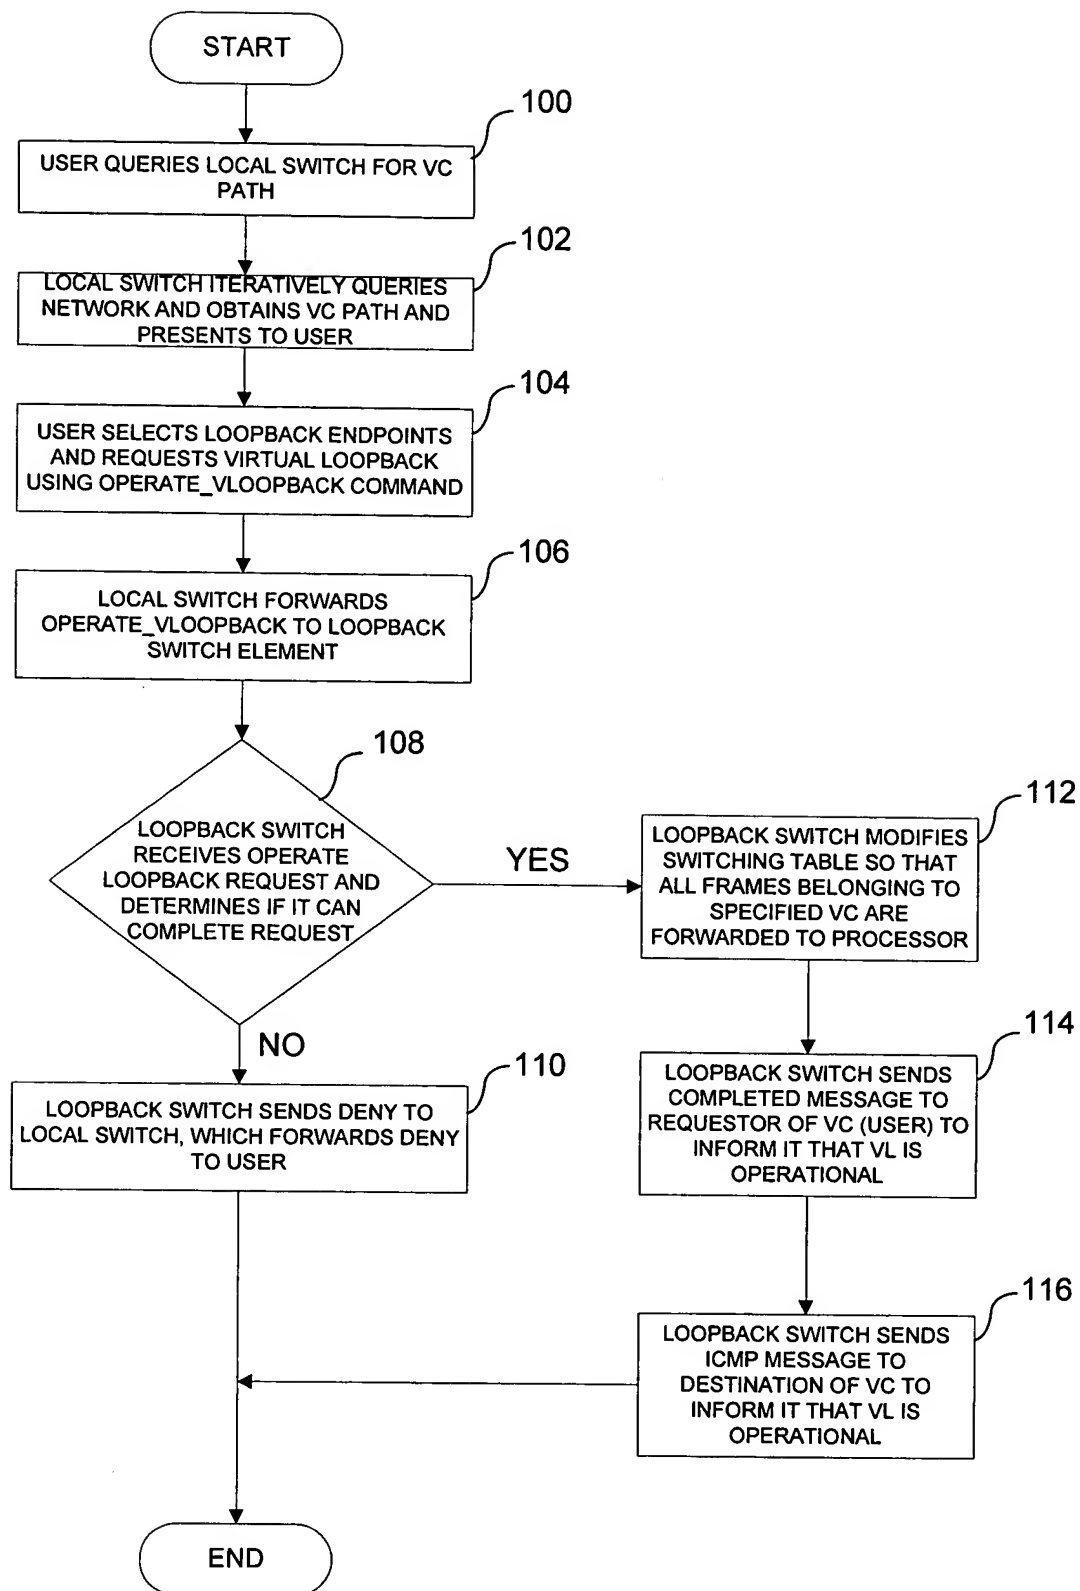 START
100
USER QUERIES LOCAL SWITCH FOR VC
PATH
102
LOCAL SWITCH ITERATIVELY QUERIES
NETWORK AND OBTAINS VC PATH AND
PRESENTS TO USER
104
USER SELECTS LOOPBACK ENDPOINTS
AND REQUESTS VIRTUAL LOOPBACK
USING OPERATE_VLOOPBACK COMMAND
106
LOCAL SWITCH FORWARDS
OPERATE_VLOOPBACK TO LOOPBACK
SWITCH ELEMENT
108
LOOPBACK SWITCH
RECEIVES OPERATE
LOOPBACK REQUEST AND
DETERMINES IF IT CAN
COMPLETE REQUEST
YES
112
LOOPBACK SWITCH MODIFIES
SWITCHING TABLE SO THAT
ALL FRAMES BELONGING TO
SPECIFIED VC ARE
FORWARDED TO PROCESSOR
NO
110
LOOPBACK SWITCH SENDS DENY TO
LOCAL SWITCH, WHICH FORWARDS DENY
TO USER
114
LOOPBACK SWITCH SENDS
COMPLETED MESSAGE TO
REQUESTOR OF VC (USER) TO
INFORM IT THAT VL IS
OPERATIONAL
116
LOOPBACK SWITCH SENDS
ICMP MESSAGE TO
DESTINATION OF VC TO
INFORM IT THAT VL IS
OPERATIONAL
END